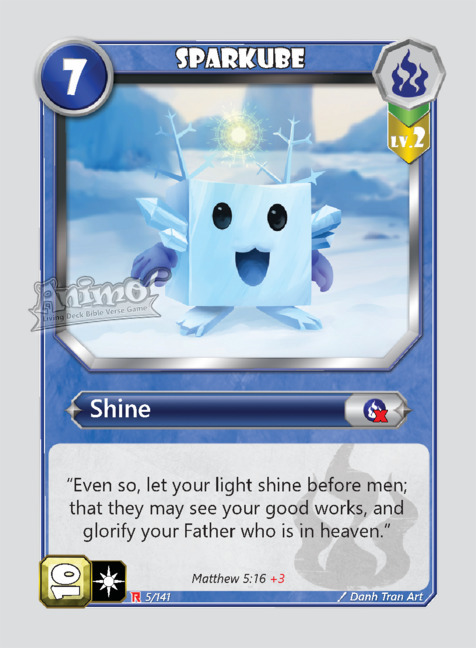 SPARKUBE
7
LV.2
Animof
Living Deck Bible Verse Game
Shine
“Even so, let your light shine before men;
that they may see your good works, and
glorify your Father who is in heaven.”
Matthew 5:16 +3
10
R 5/141
Danh Tran Art